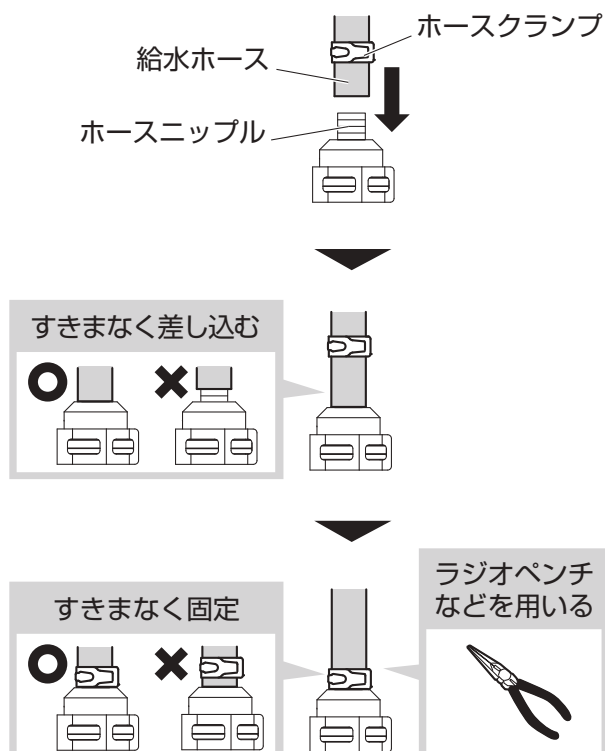 ホースクランプ
給水ホース
ホースニップル
すきまなく差し込む
すきまなく固定
ラジオペンチ
などを用いる